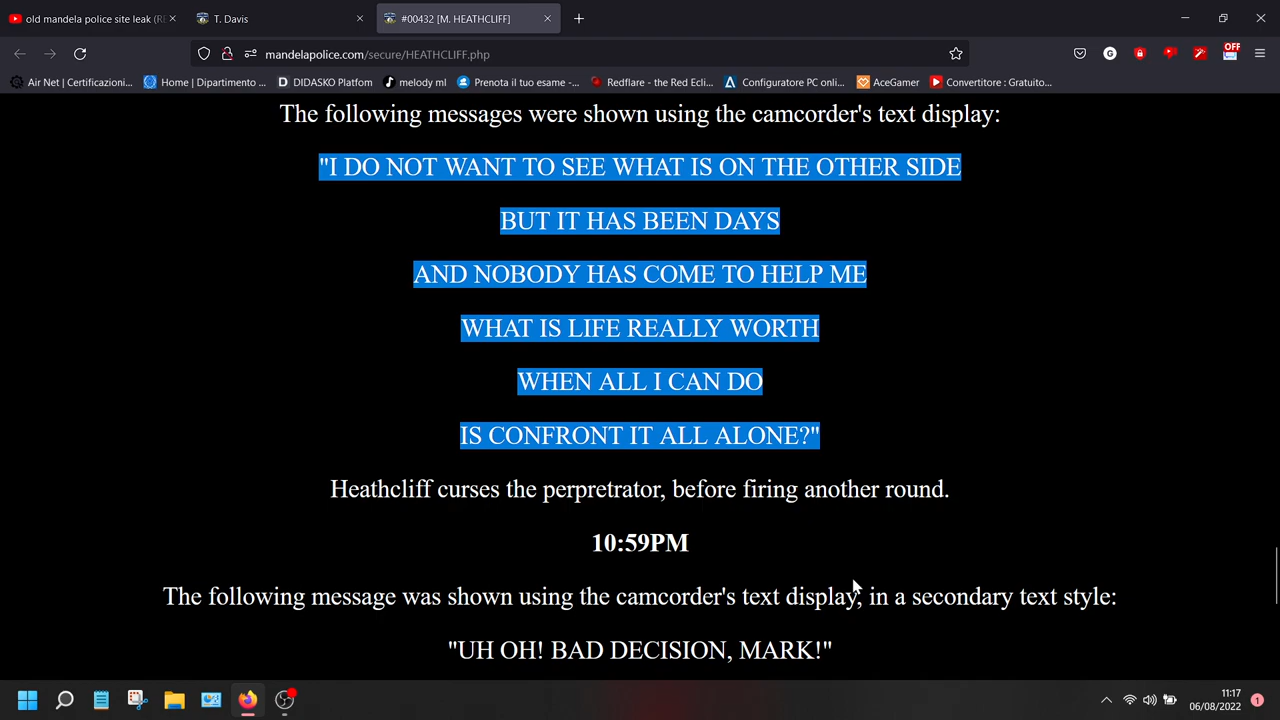 old mandela police site leak (RE
T. Davis
#00432 [M. HEATHCLIFF]
mandelapolice.com/secure/HEATHCLIFF.php
OFF
Air Net | Certificazioni...
Home | Dipartimento ...
DIDASKO Platfom
melody ml
Prenota il tuo esame -...
Redflare - the Red Ecli...
Configuratore PC onli...
AceGamer
Convertitore : Gratuito...
The following messages were shown using the camcorder's text display:
"I DO NOT WANT TO SEE WHAT IS ON THE OTHER SIDE
BUT IT HAS BEEN DAYS
AND NOBODY HAS COME TO HELP ME
WHAT IS LIFE REALLY WORTH
WHEN ALL I CAN DO
IS CONFRONT IT ALL ALONE?"
Heathcliff curses the perpretrator, before firing another round.
10:59PM
The following message was shown using the camcorder's text display, in a secondary text style:
"UH OH! BAD DECISION, MARK!"
11:17
06/08/2022
1